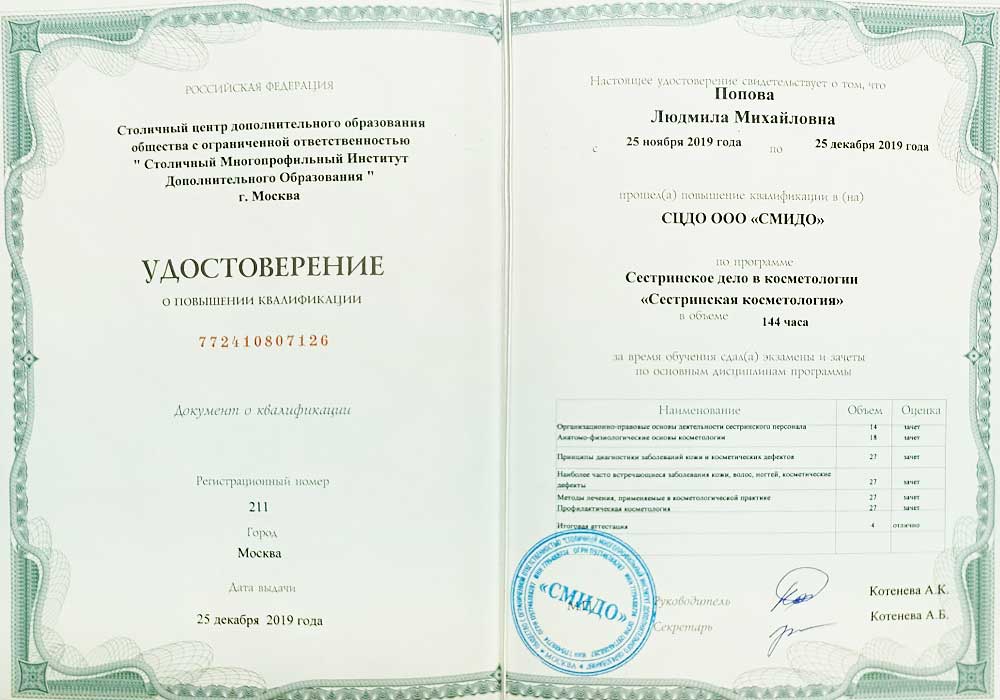 РОССИЙСКАЯ ФЕДЕРАЦИЯ
Столичный центр дополнительного образования
общества с ограниченной ответственностью
" Столичный Многопрофильный Институт
Дополнительного Образования "
г. Москва
УДОСТОВЕРЕНИЕ
О ПОВЫШЕНИИ КВАЛИФИКАЦИИ
772410807126
Документ о квалификации
Регистрационный номер
211
Город
Москва
Дата выдачи
25 декабря 2019 года
Настоящее удостоверение свидетельствует о том, что
Попова
Людмила Михайловна
с 25 ноября 2019 года по 25 декабря 2019 года
прошел(а) повышение квалификации в (на)
СЦДО ООО «СМИДО»
по программе
Сестринское дело в косметологии
«Сестринская косметология»
в объеме 144 часа
за время обучения сдал(а) экзамены и зачеты
по основным дисциплинам программы
Наименование Объем Оценка
Организационно-правовые основы деятельности сестринского персонала 14 зачет
Анатомо-физиологические основы косметологии 18 зачет
Принципы диагностики заболеваний кожи и косметических дефектов 27 зачет
Наиболее часто встречающиеся заболевания кожи, волос, ногтей, косметические
дефекты 27 зачет
Методы лечения, применяемые в косметологической практике 27 зачет
Профилактическая косметология 27 зачет
Итоговая аттестация 4 отлично
«СМИДО»
МОСКВА
Руководитель Котенева А.К.
Секретарь Котенева А.Б.